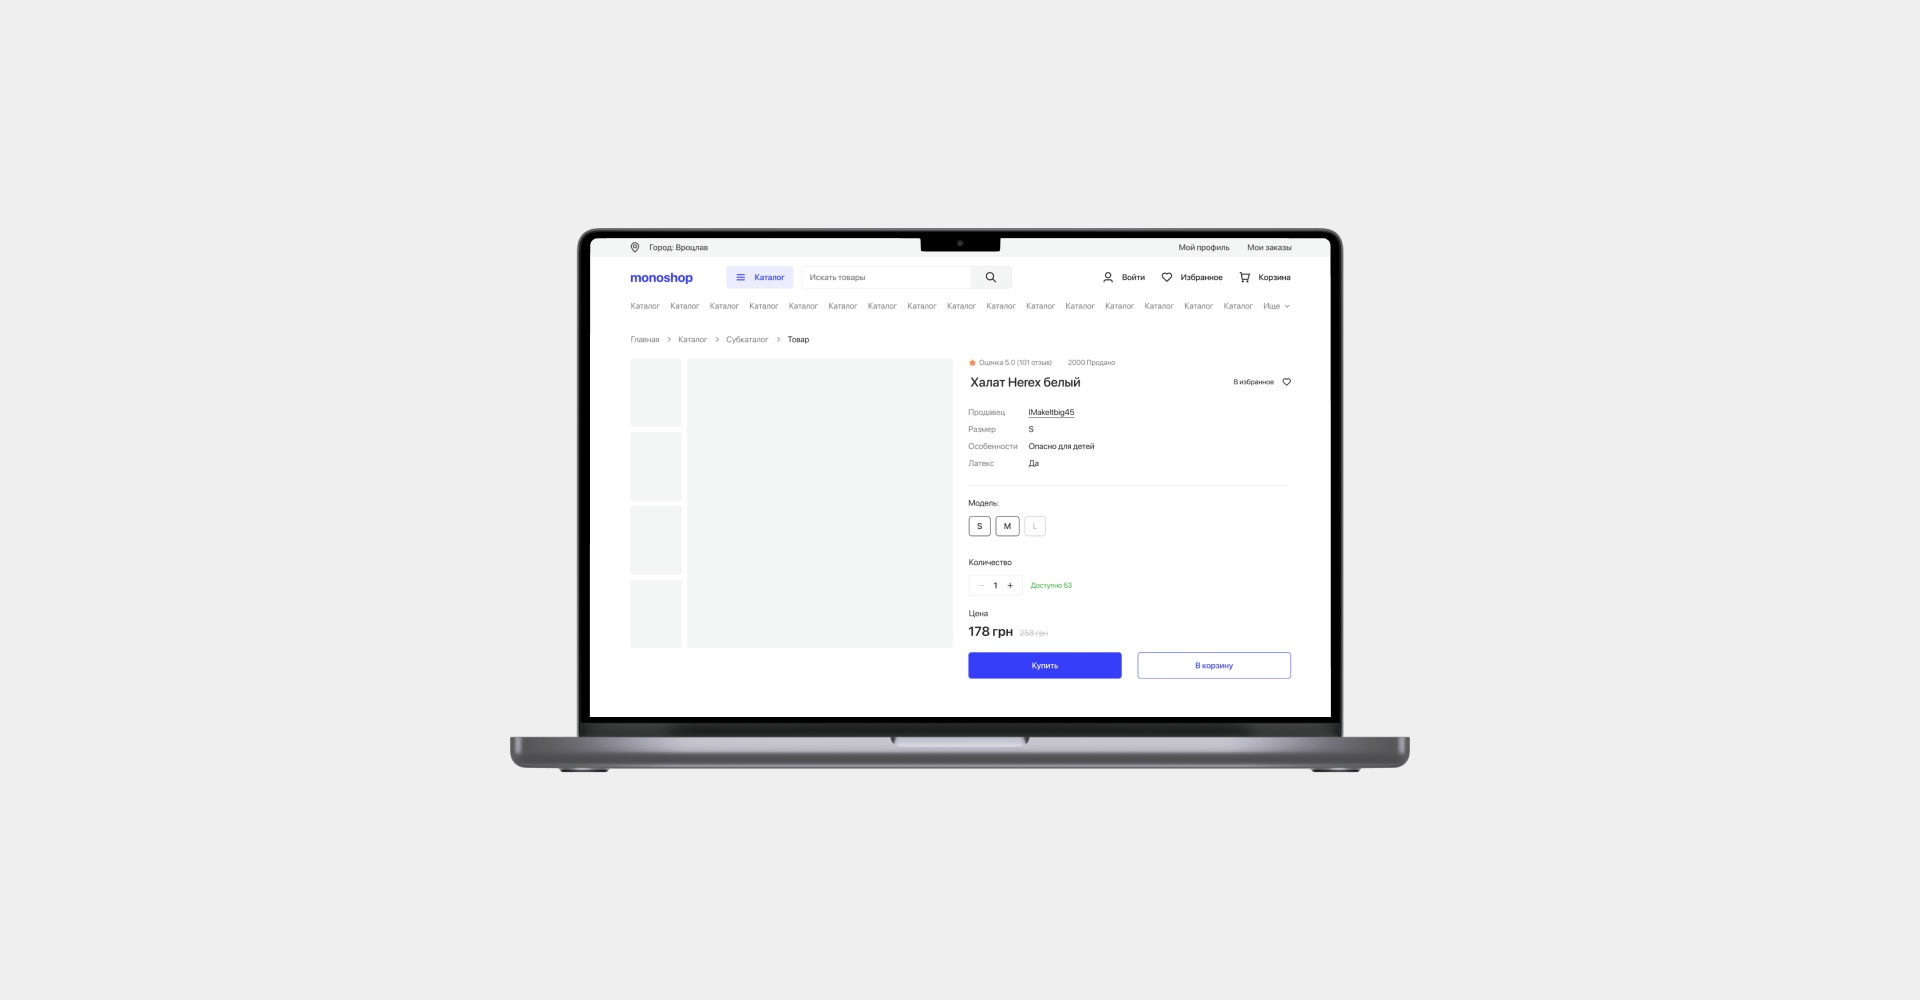 Город: Вроцлав Мой профиль Мои заказы
monoshop Каталог Искать товары Войти Избранное Корзина
Каталог Каталог Каталог Каталог Каталог Каталог Каталог Каталог Каталог Каталог Каталог Каталог Каталог Каталог Каталог Каталог Ище
Главная Каталог Субкаталог Товар
Оценка 5.0 (101 отзыв) 2000 Продано
Халат Herex белый В избранное
Продавец IMakeItbig45
Размер S
Особенности Опасно для детей
Латекс Да
Модель:
S M L
Количество
− 1 + Доступно 53
Цена
178 грн 258 грн
Купить В корзину